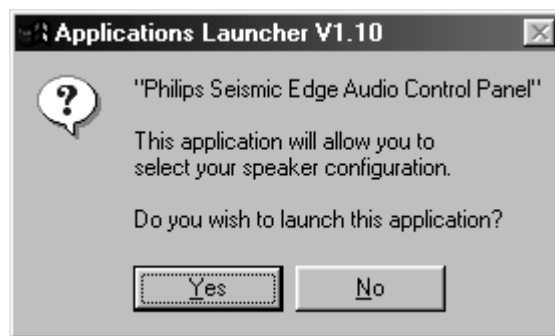 Applications Launcher V1.10
"Philips Seismic Edge Audio Control Panel"
This application will allow you to
select your speaker configuration.
Do you wish to launch this application?
Yes
No